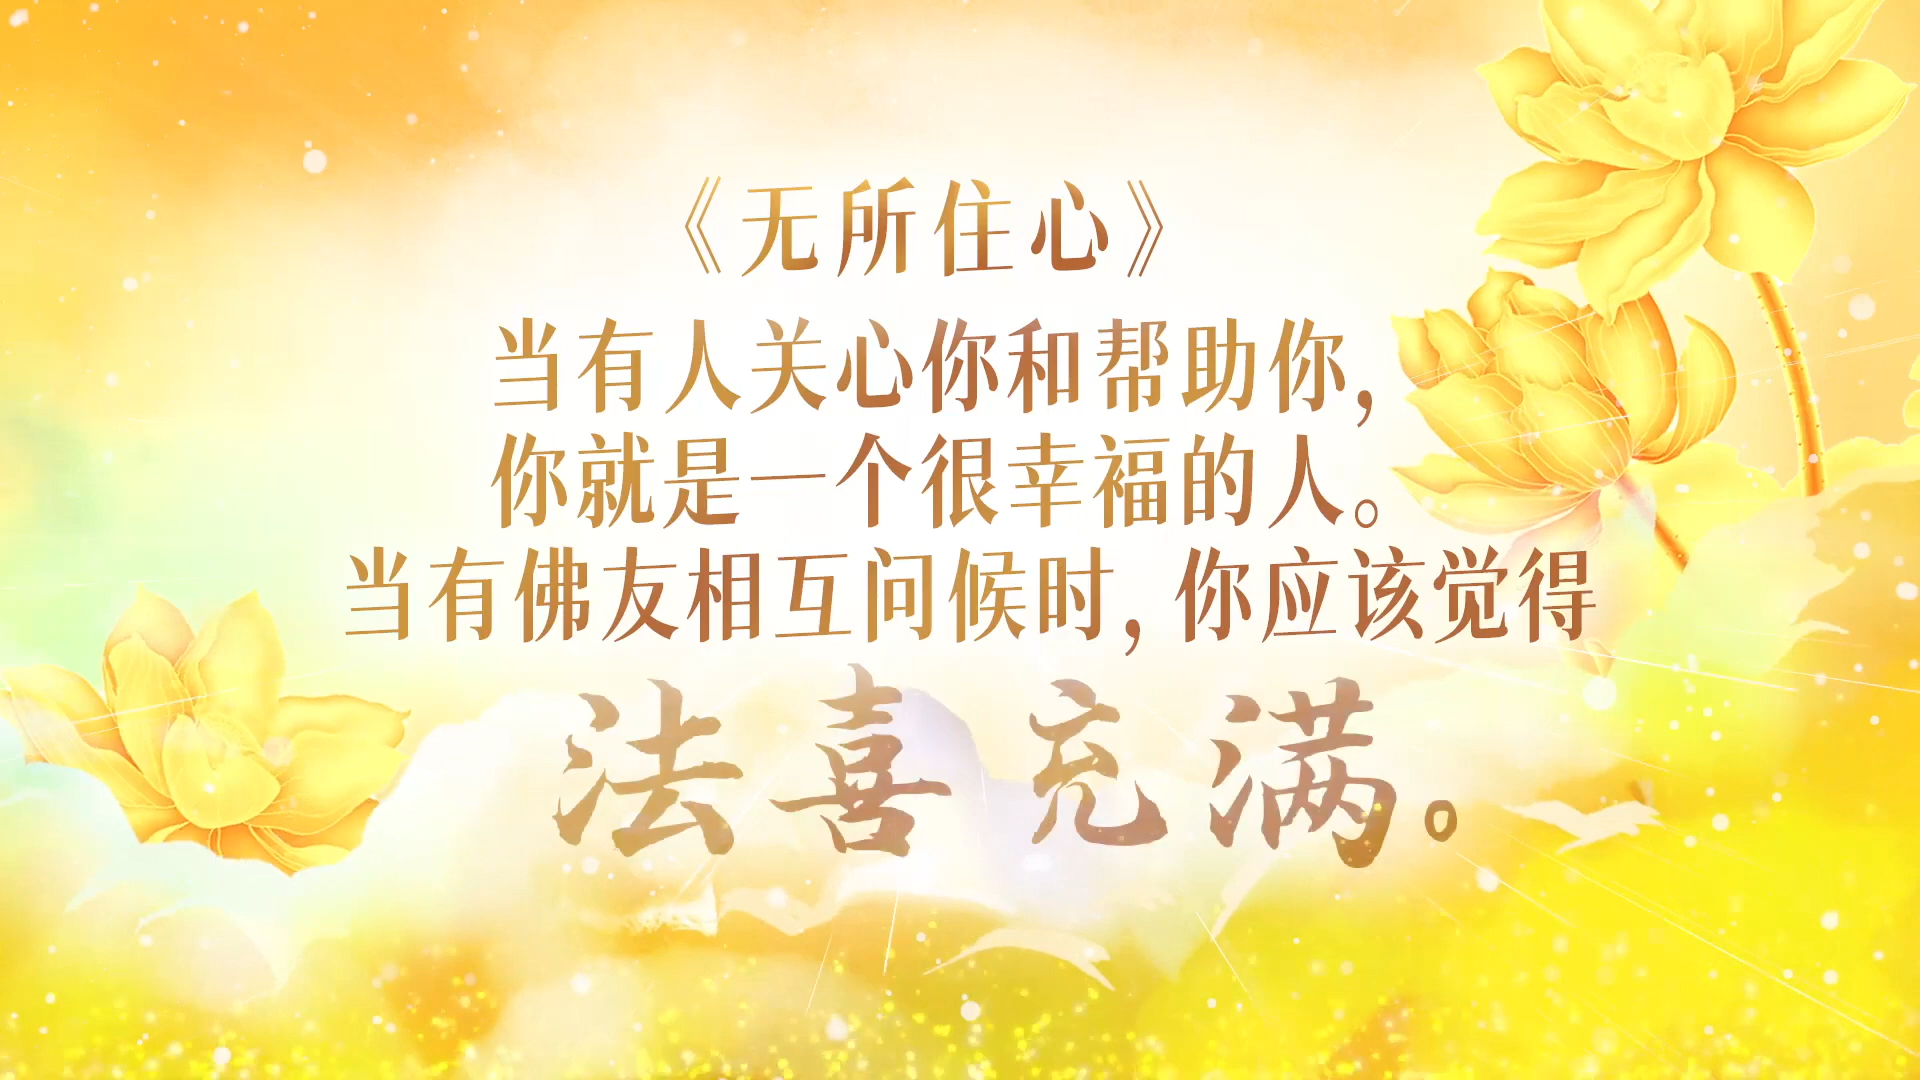 《无所住心》
当有人关心你和帮助你，
你就是一个很幸福的人。
当有佛友相互问候时，你应该觉得
法喜充满。